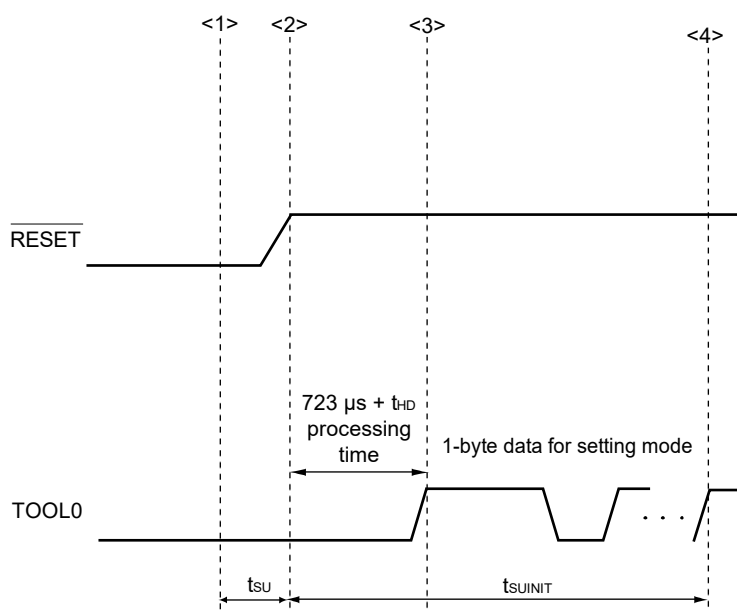 <1> <2> <3> <4>
RESET
723 µs + tHD
processing
time
1-byte data for setting mode
TOOL0
. . .
tSU tSUINIT